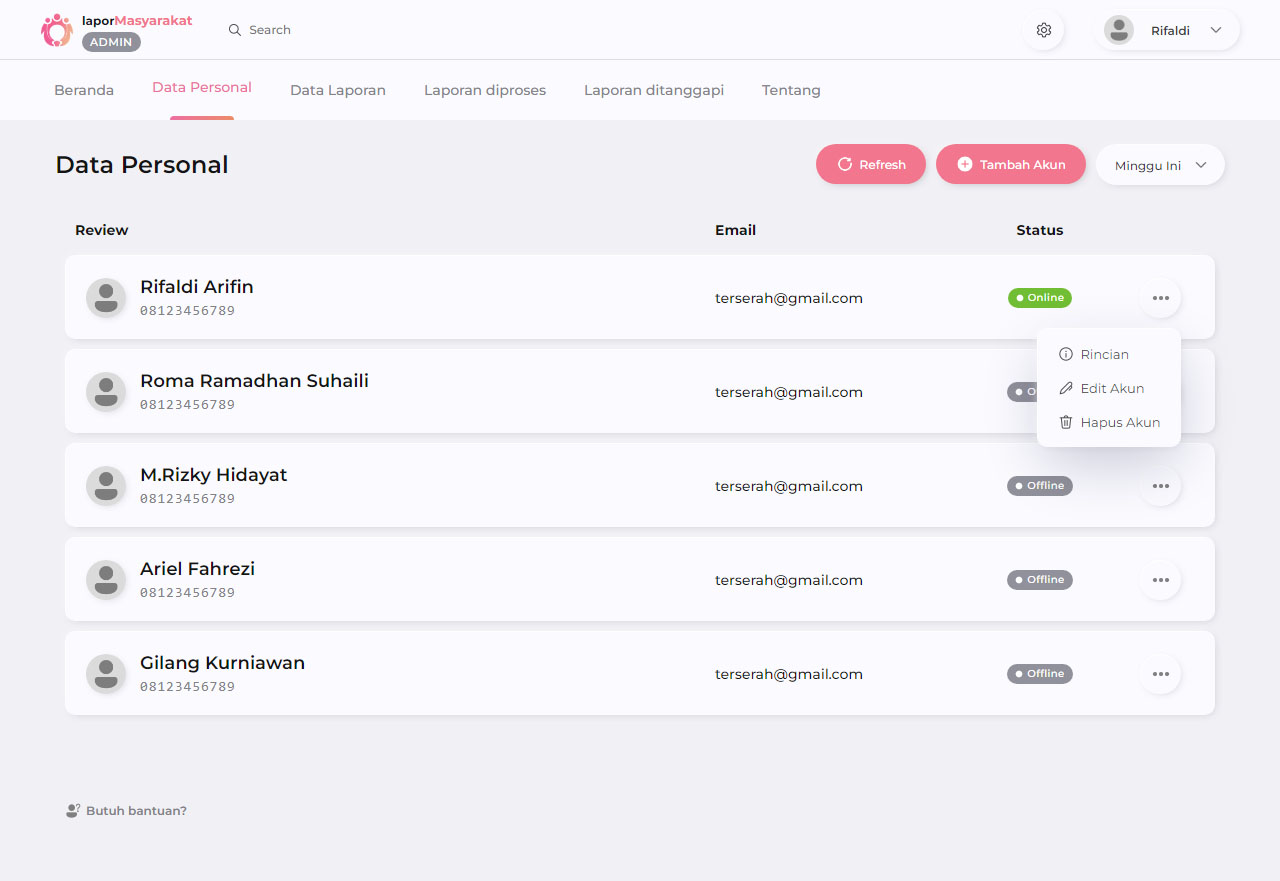 laporMasyarakat
ADMIN
Search
Rifaldi
Beranda
Data Personal
Data Laporan
Laporan diproses
Laporan ditanggapi
Tentang
Data Personal
Refresh
Tambah Akun
Minggu Ini
Review
Email
Status
Rifaldi Arifin
08123456789
terserah@gmail.com
Online
Rincian
Edit Akun
Hapus Akun
Roma Ramadhan Suhaili
08123456789
terserah@gmail.com
M.Rizky Hidayat
08123456789
terserah@gmail.com
Offline
Ariel Fahrezi
08123456789
terserah@gmail.com
Offline
Gilang Kurniawan
08123456789
terserah@gmail.com
Offline
Butuh bantuan?